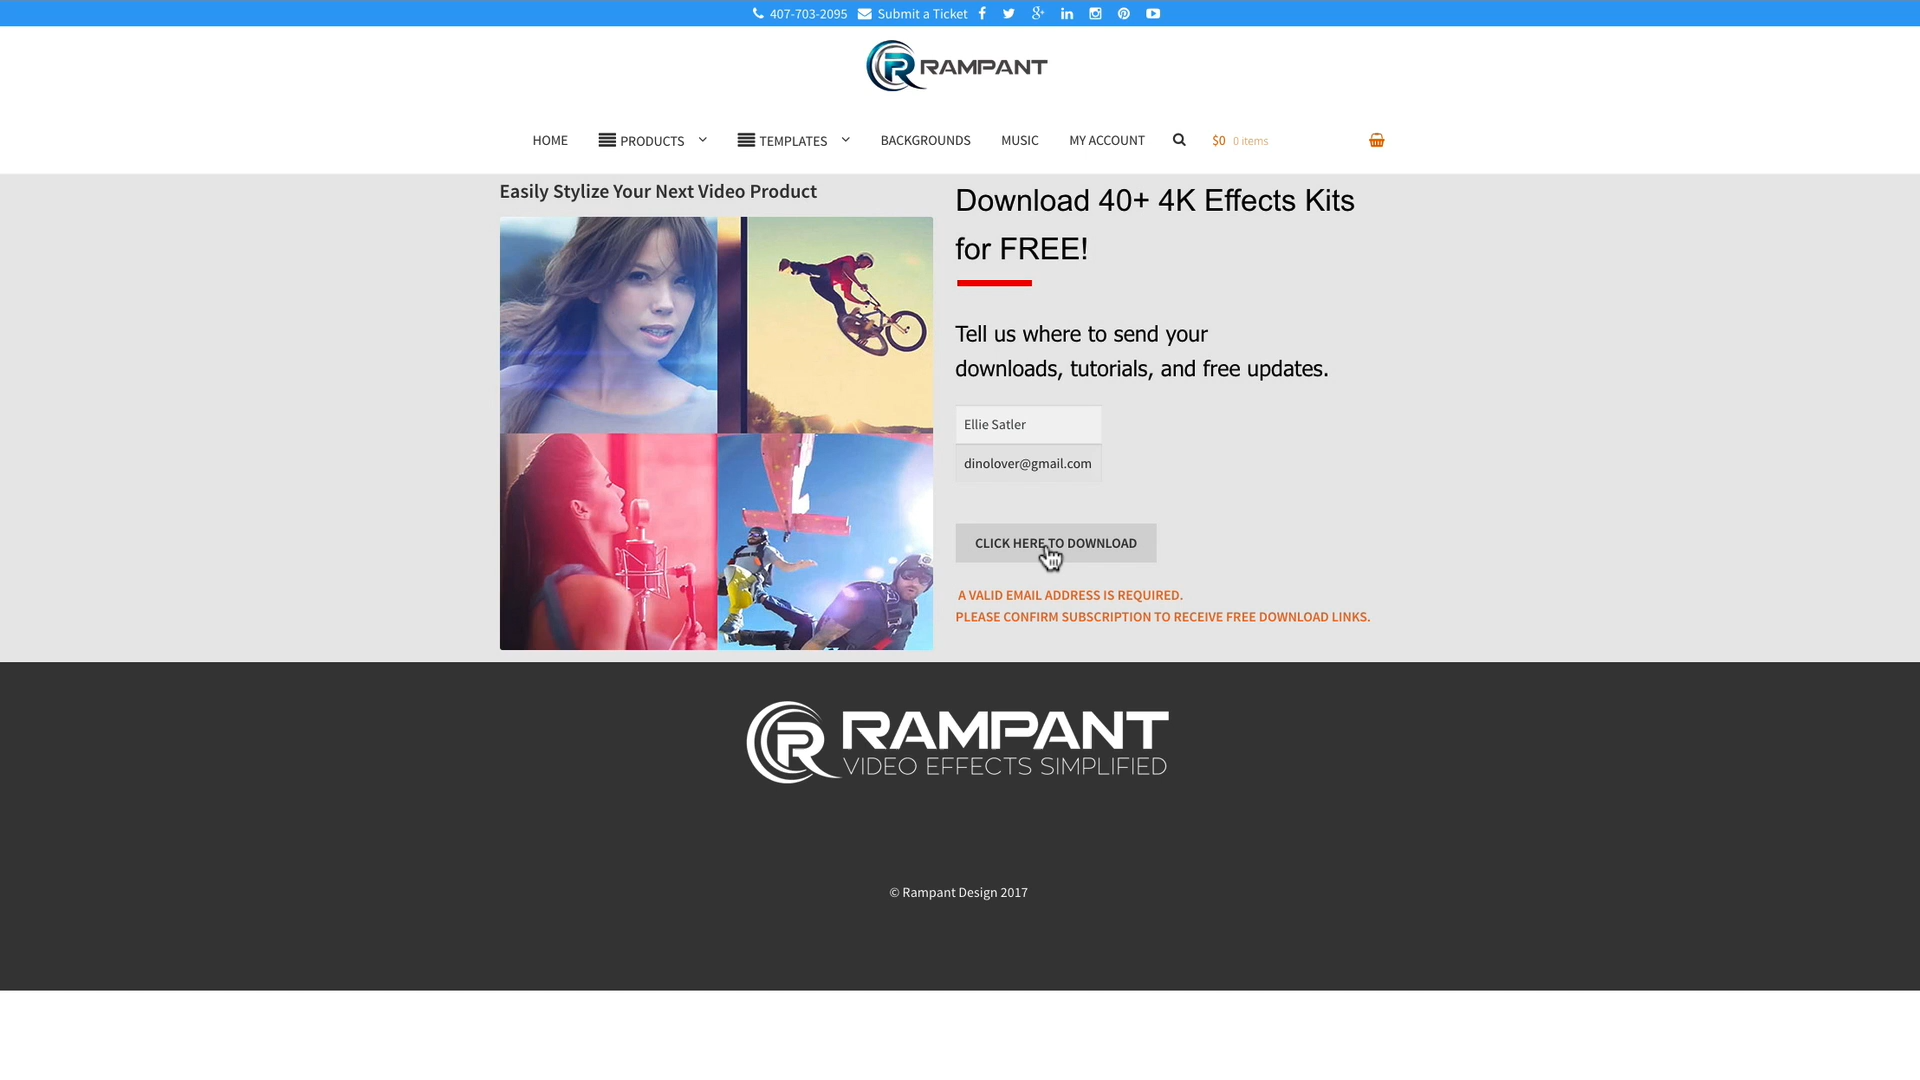 407-703-2095 Submit a Ticket
RAMPANT
HOME PRODUCTS TEMPLATES BACKGROUNDS MUSIC MY ACCOUNT $0 0 items
Easily Stylize Your Next Video Product
Download 40+ 4K Effects Kits
for FREE!
Tell us where to send your
downloads, tutorials, and free updates.
Ellie Satler
dinolover@gmail.com
CLICK HERE TO DOWNLOAD
A VALID EMAIL ADDRESS IS REQUIRED.
PLEASE CONFIRM SUBSCRIPTION TO RECEIVE FREE DOWNLOAD LINKS.
RAMPANT
VIDEO EFFECTS SIMPLIFIED
© Rampant Design 2017